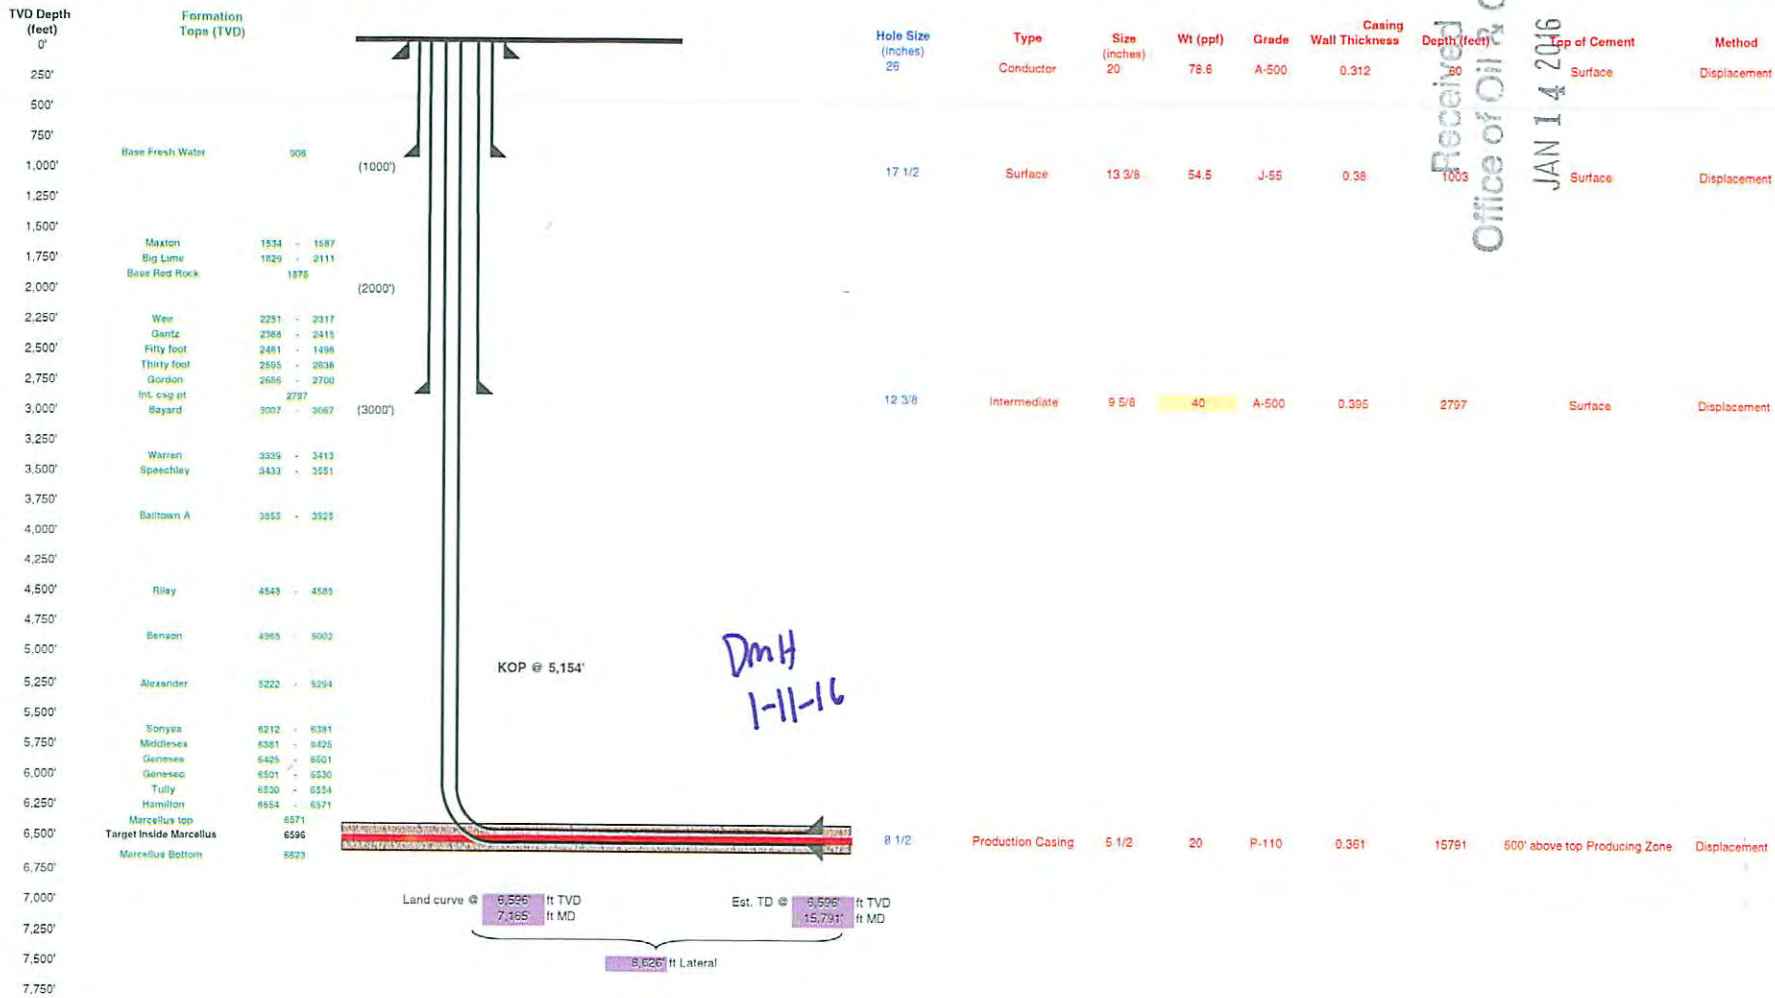 TVD Depth (feet)
Formation Tops (TVD)
Hole Size (inches)
Type
Size (inches)
Wt (ppf)
Grade
Casing Wall Thickness
Depth (feet)
Top of Cement
Method
0'
250'
26 Conductor 20 78.6 A-500 0.312 60 Surface Displacement
500'
750'
Base Fresh Water 906
1,000'
(1000')
17 1/2 Surface 13 3/8 54.5 J-55 0.38 1003 Surface Displacement
Received
Office of Oil &
JAN 14 2016
1,250'
1,500'
Maxton 1534 - 1587
1,750'
Big Lime 1829 - 2111
Base Red Rock 1876
2,000'
(2000')
2,250'
Weir 2251 - 2317
Gantz 2368 - 2415
2,500'
Fifty foot 2461 - 1496
Thirty foot 2595 - 2636
2,750'
Gordon 2686 - 2700
Int. csg pt 2797
3,000'
Bayard 3007 - 3067
(3000')
12 3/8 Intermediate 9 5/8 40 A-500 0.395 2797 Surface Displacement
3,250'
Warren 3339 - 3413
3,500'
Speechley 3433 - 3551
3,750'
Balltown A 3855 - 3925
4,000'
4,250'
4,500'
Riley 4548 - 4585
4,750'
Benson 4965 - 5002
5,000'
KOP @ 5,154'
DMH
1-11-16
5,250'
Alexander 5222 - 5294
5,500'
Sonyea 6212 - 6381
5,750'
Middlesex 6381 - 6425
Genesee 6425 - 6501
6,000'
Geneseo 6501 - 6530
Tully 6530 - 6554
6,250'
Hamilton 6554 - 6571
Marcellus top 6571
6,500'
Target Inside Marcellus 6596
8 1/2 Production Casing 5 1/2 20 P-110 0.361 15791 500' above top Producing Zone Displacement
Marcellus Bottom 6623
6,750'
7,000'
Land curve @ 6,596' ft TVD
7,165' ft MD
Est. TD @ 6,596' ft TVD
15,791' ft MD
7,250'
7,500'
8,626' ft Lateral
7,750'